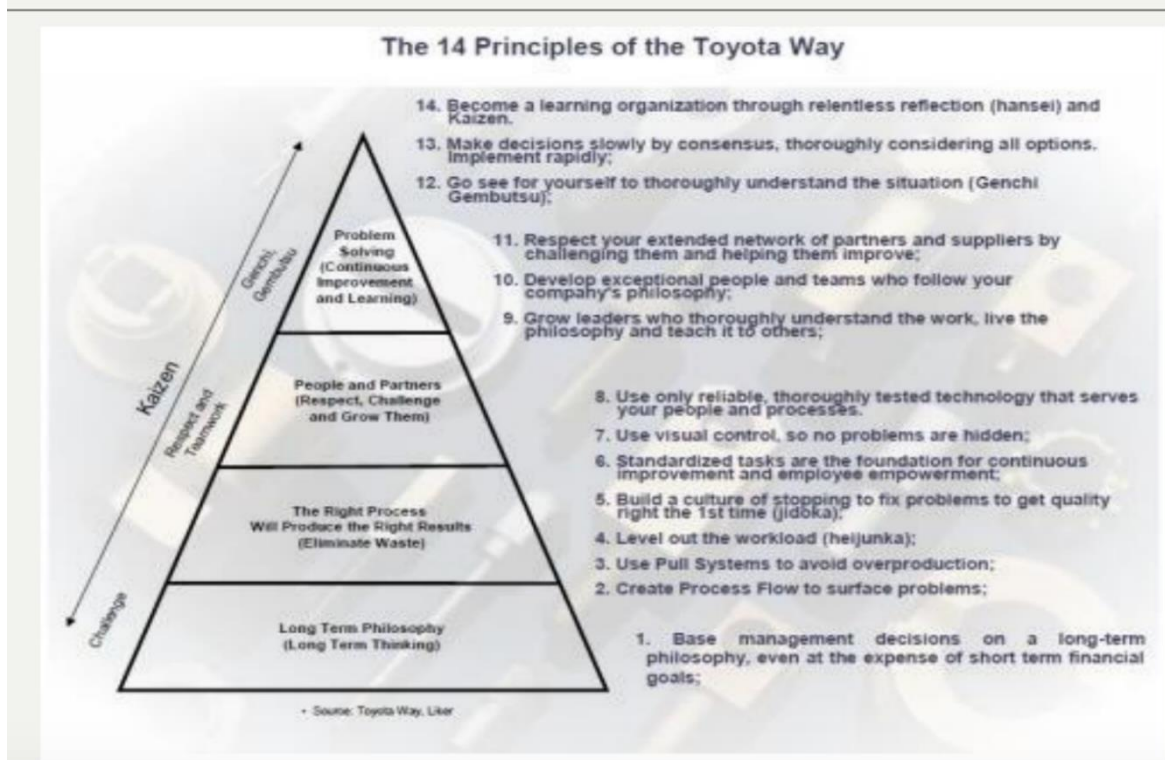 The 14 Principles of the Toyota Way
14. Become a learning organization through relentless reflection (hansei) and
Kaizen.
13. Make decisions slowly by consensus, thoroughly considering all options.
Implement rapidly;
12. Go see for yourself to thoroughly understand the situation (Genchi
Gembutsu);
11. Respect your extended network of partners and suppliers by
challenging them and helping them improve;
10. Develop exceptional people and teams who follow your
company's philosophy;
9. Grow leaders who thoroughly understand the work, live the
philosophy and teach it to others;
8. Use only reliable, thoroughly tested technology that serves
your people and processes.
7. Use visual control, so no problems are hidden;
6. Standardized tasks are the foundation for continuous
improvement and employee empowerment;
5. Build a culture of stopping to fix problems to get quality
right the 1st time (jidoka);
4. Level out the workload (heijunka);
3. Use Pull Systems to avoid overproduction;
2. Create Process Flow to surface problems;
1. Base management decisions on a long-term
philosophy, even at the expense of short term financial
goals;
Problem
Solving
(Continuous
Improvement
and Learning)
People and Partners
(Respect, Challenge
and Grow Them)
The Right Process
Will Produce the Right Results
(Eliminate Waste)
Long Term Philosophy
(Long Term Thinking)
Genchi,
Gembutsu
Kaizen
Respect and
Teamwork
Challenge
• Source: Toyota Way, Liker